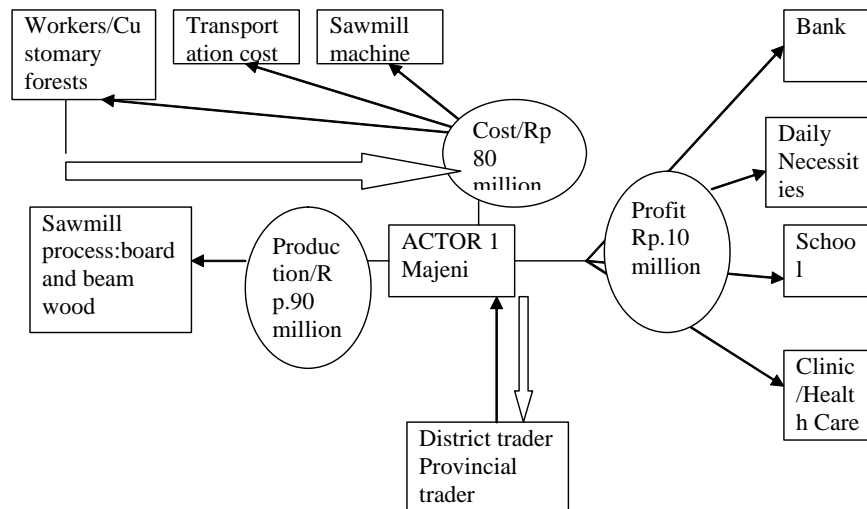 Workers/Cu
stomary
forests
Transport
ation cost
Sawmill
machine
Bank
Cost/Rp
80
million
Daily
Necessit
ies
Sawmill
process:board
and beam
wood
Produc
tion/R
p.90
million
ACTOR 1
Majeni
Profit
Rp.10
million
Schoo
l
District trader
Provincial
trader
Clinic
/Healt
h Care